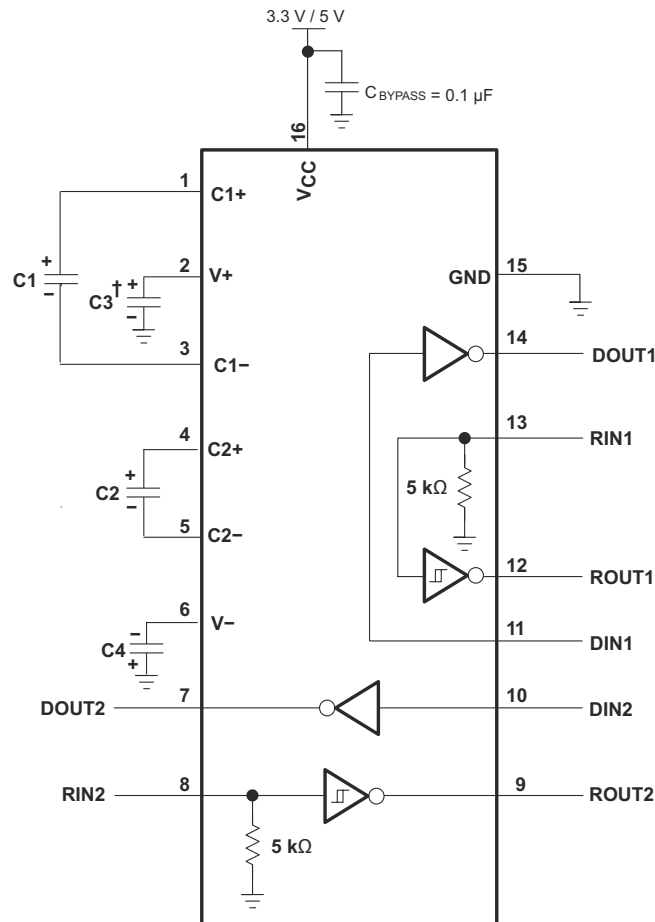 3.3 V / 5 V
CBYPASS = 0.1 µF
16
VCC
1
C1+
+
C1
−
2
V+
C3† +
−
GND
15
3
C1−
14
DOUT1
4
C2+
13
RIN1
+
C2
−
5 kΩ
5
C2−
12
ROUT1
6
V−
11
DIN1
−
C4
+
DOUT2
7
10
DIN2
RIN2
8
9
ROUT2
5 kΩ